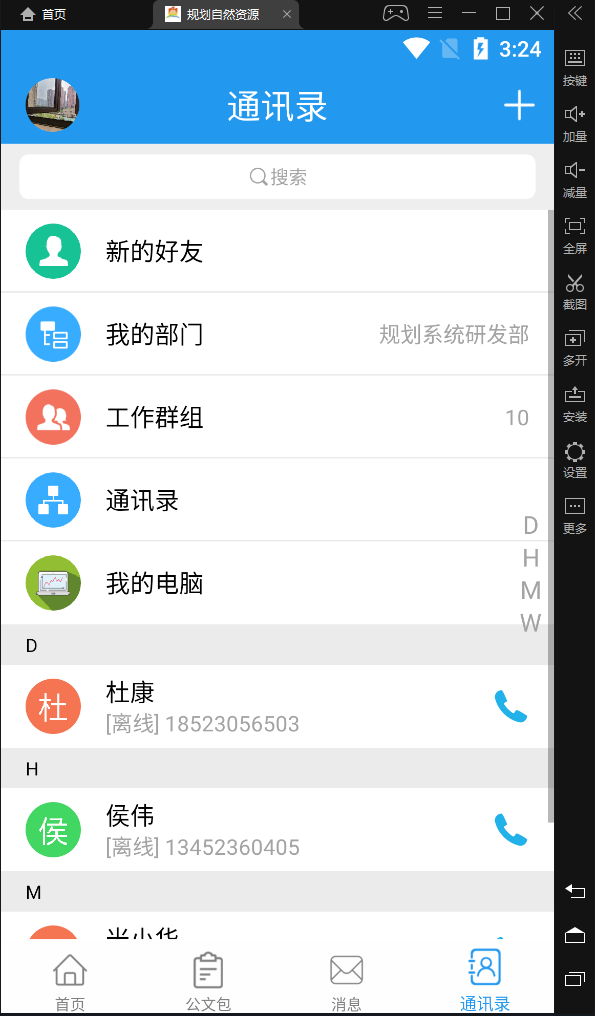 首页
规划自然资源
3:24
通讯录
搜索
新的好友
我的部门
规划系统研发部
工作群组
10
通讯录
我的电脑
D
H
M
W
D
杜
杜康
[离线] 18523056503
H
侯
侯伟
[离线] 13452360405
M
首页
公文包
消息
通讯录
按键
加量
减量
全屏
截图
多开
安装
设置
更多